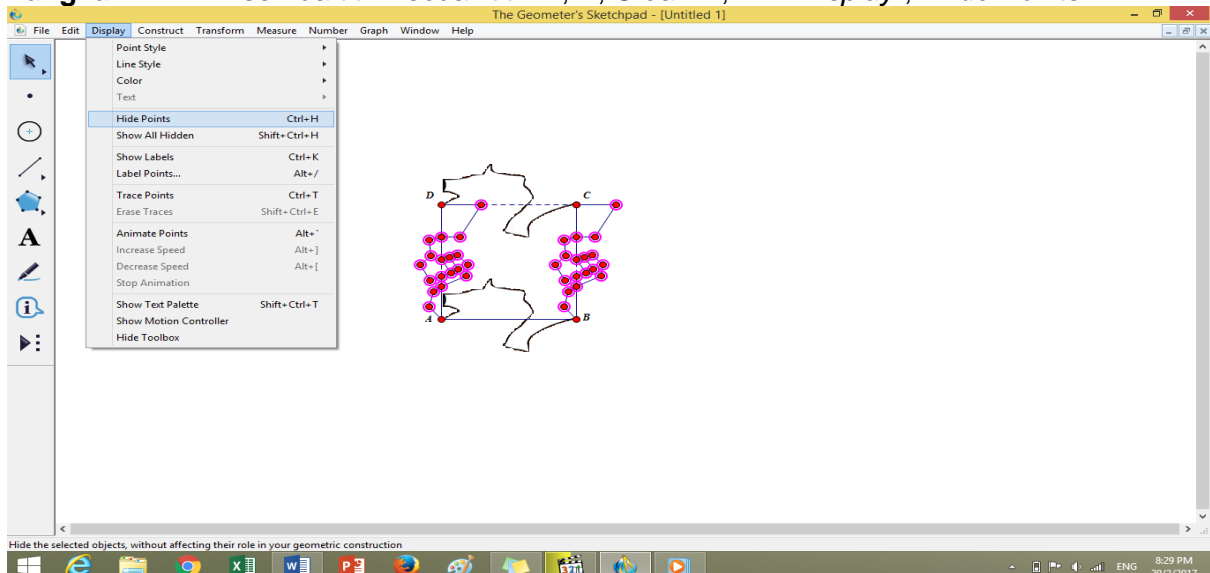 The Geometer's Sketchpad - [Untitled 1]
File Edit Display Construct Transform Measure Number Graph Window Help
Point Style
Line Style
Color
Text
Hide Points Ctrl+H
Show All Hidden Shift+Ctrl+H
Show Labels Ctrl+K
Label Points... Alt+/
Trace Points Ctrl+T
Erase Traces Shift+Ctrl+E
Animate Points Alt+`
Increase Speed Alt+]
Decrease Speed Alt+[
Stop Animation
Show Text Palette Shift+Ctrl+T
Show Motion Controller
Hide Toolbox
A
D C
A B
Hide the selected objects, without affecting their role in your geometric construction
ENG 8:29 PM